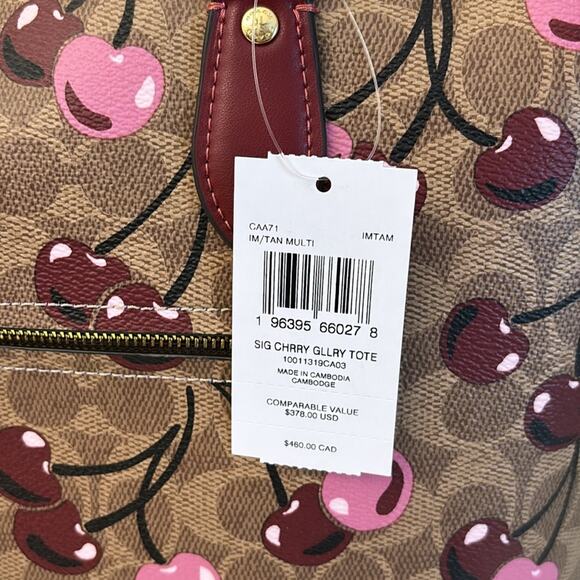 CAA71 IMTAM
IM/TAN MULTI
1 96395 66027 8
SIG CHRRY GLLRY TOTE
10011319CA03
MADE IN CAMBODIA
CAMBODGE
COMPARABLE VALUE
$378.00 USD
$460.00 CAD